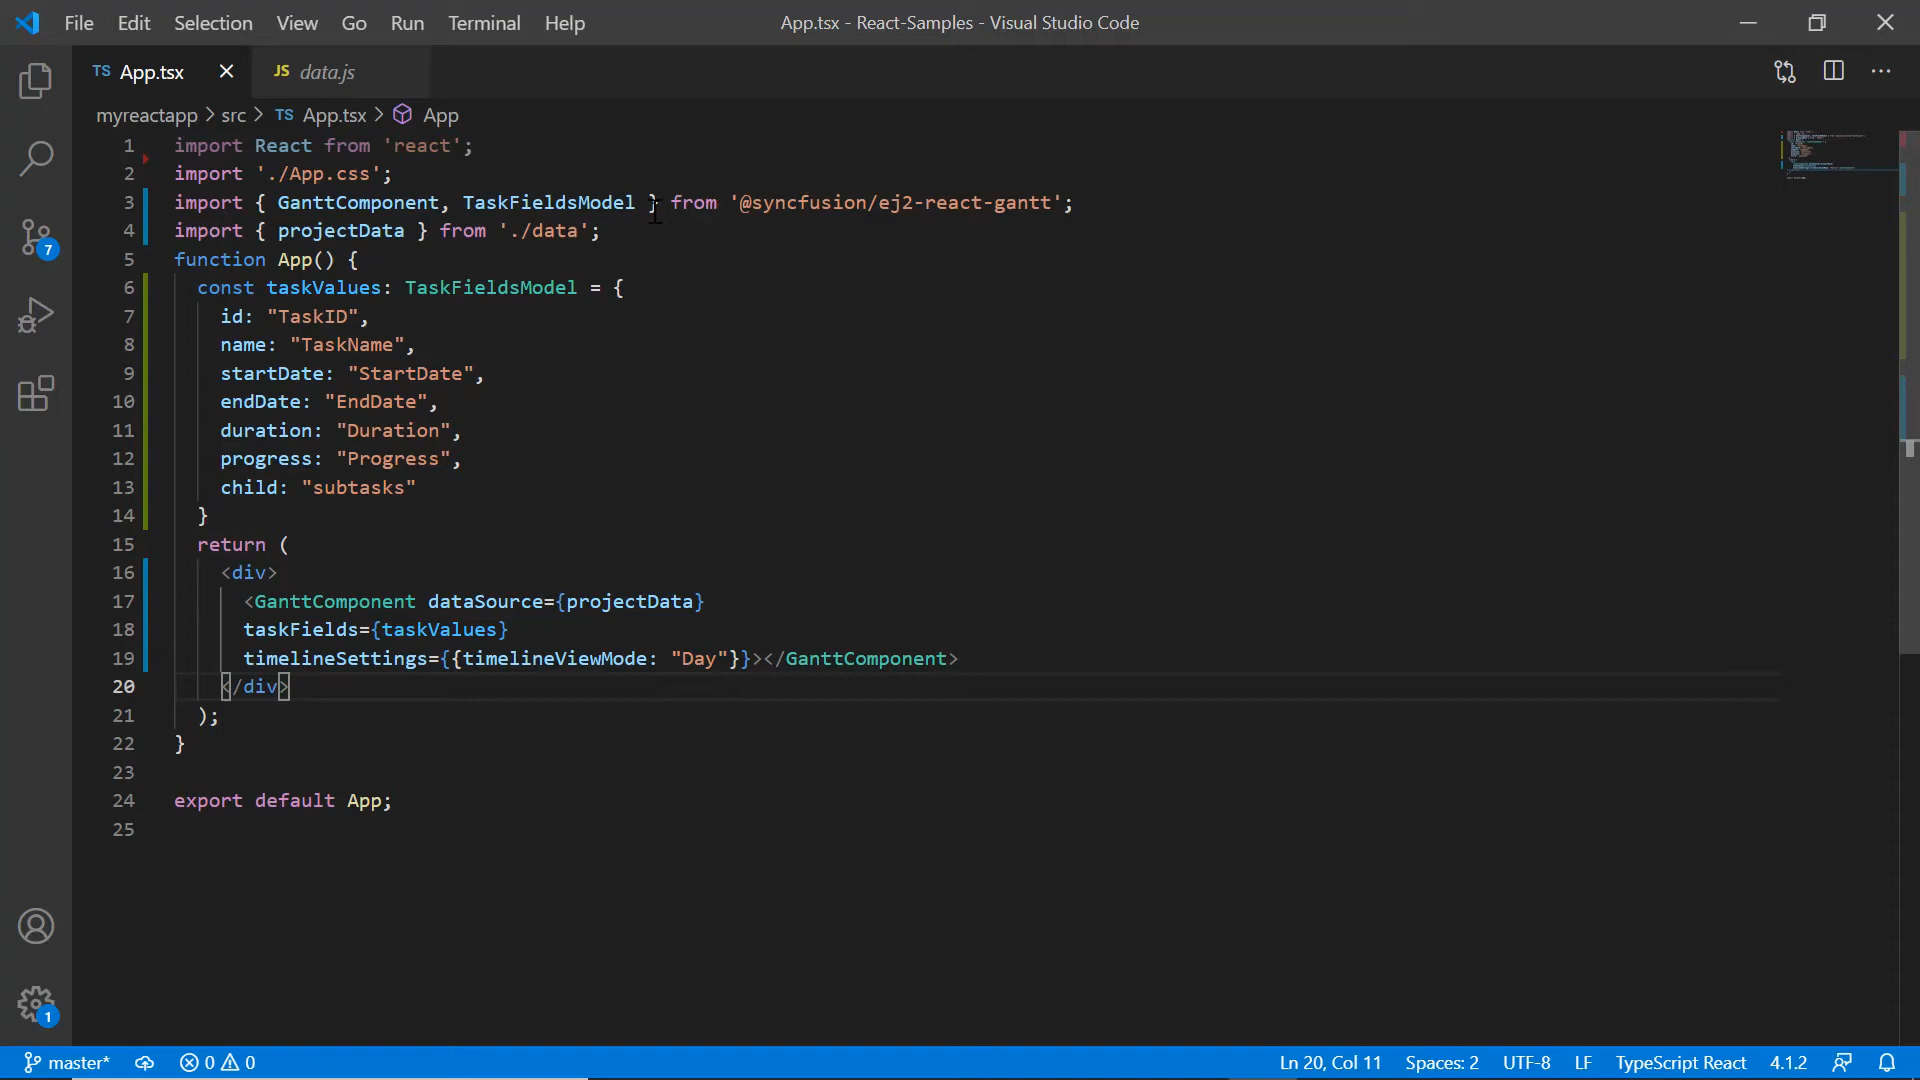 File Edit Selection View Go Run Terminal Help App.tsx - React-Samples - Visual Studio Code
TS App.tsx JS data.js
myreactapp > src > TS App.tsx > App
1 import React from 'react';
2 import './App.css';
3 import { GanttComponent, TaskFieldsModel } from '@syncfusion/ej2-react-gantt';
4 import { projectData } from './data';
5 function App() {
6 const taskValues: TaskFieldsModel = {
7 id: "TaskID",
8 name: "TaskName",
9 startDate: "StartDate",
10 endDate: "EndDate",
11 duration: "Duration",
12 progress: "Progress",
13 child: "subtasks"
14 }
15 return (
16 <div>
17 <GanttComponent dataSource={projectData}
18 taskFields={taskValues}
19 timelineSettings={{timelineViewMode: "Day"}}></GanttComponent>
20 </div>
21 );
22 }
23
24 export default App;
25
7
1
master* 0 0 Ln 20, Col 11 Spaces: 2 UTF-8 LF TypeScript React 4.1.2